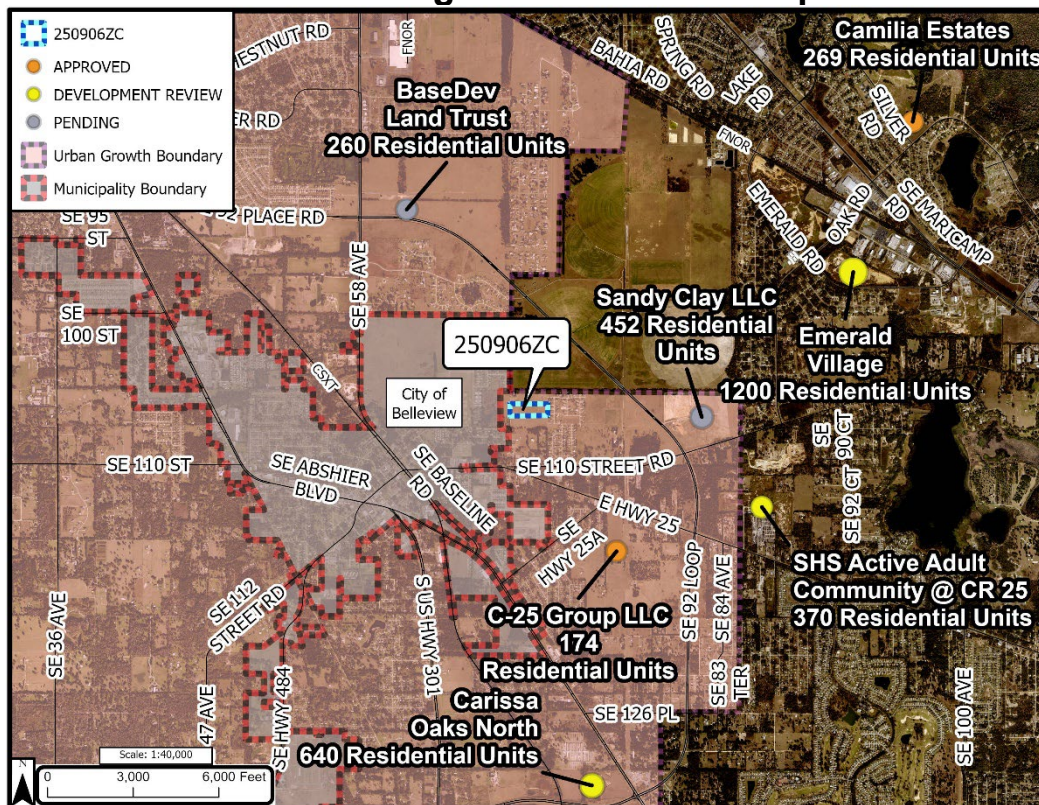 250906ZC
APPROVED
DEVELOPMENT REVIEW
PENDING
Urban Growth Boundary
Municipality Boundary
HESTNUT RD
ER RD
FNOR
BaseDev
Land Trust
260 Residential Units
BAHIA RD
SPRING RD
LAKE
RD
Camilia Estates
269 Residential Units
SILVER
RD
FNOR
SE MARICAMP
RD
OAK RD
EMERALD RD
PLACE RD
SE 95
ST
SE 58 AVE
SE
100 ST
CSXT
Sandy Clay LLC
452 Residential
Units
Emerald
Village
1200 Residential Units
250906ZC
City of
Belleview
SE 110 ST
SE ABSHIER
BLVD
SE BASELINE
RD
SE 110 STREET RD
E HWY 25
SE
HWY 25A
SE
92 CT
90 CT
SE
SHS Active Adult
Community @ CR 25
370 Residential Units
SE 36 AVE
SE 112
STREET RD
47 AVE
SE HWY 484
S US HWY 301
C-25 Group LLC
174
Residential Units
SE 92 LOOP
SE 84 AVE
SE 83
TER
SE 126 PL
SE 100 AVE
Carissa
Oaks North
640 Residential Units
Scale: 1:40,000
N
0 3,000 6,000 Feet